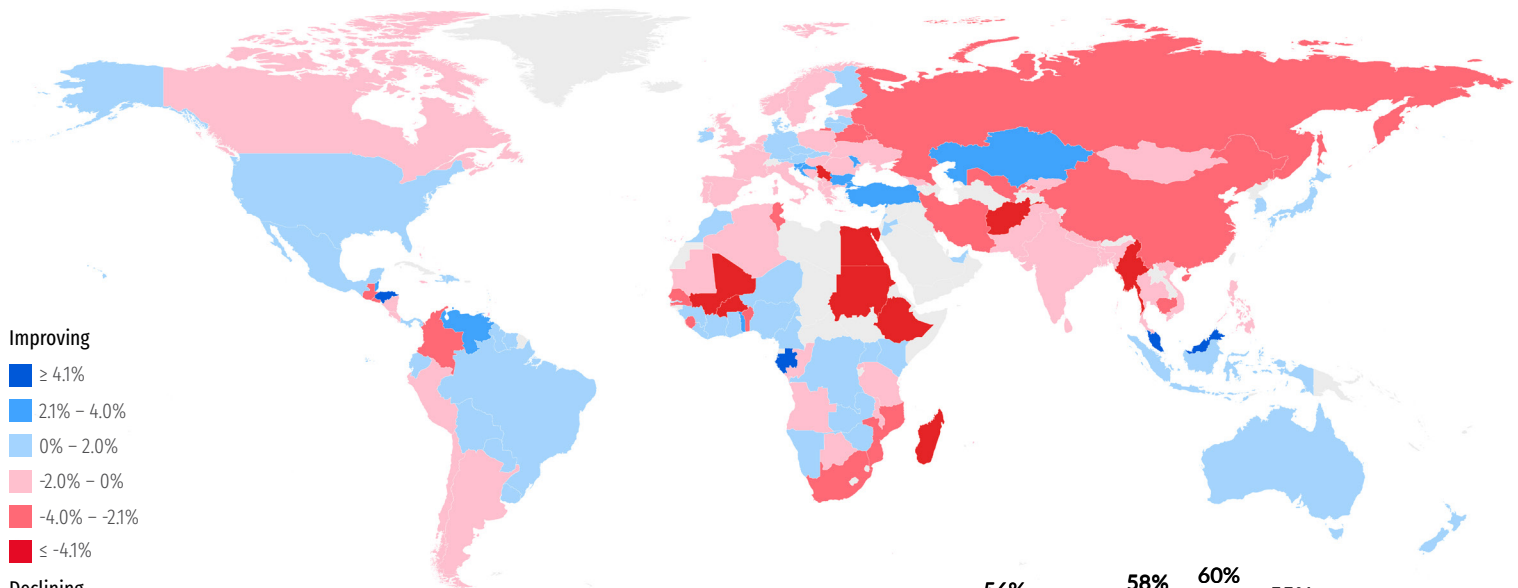 Improving
≥ 4.1%
2.1% – 4.0%
0% – 2.0%
-2.0% – 0%
-4.0% – -2.1%
≤ -4.1%
58%
60%